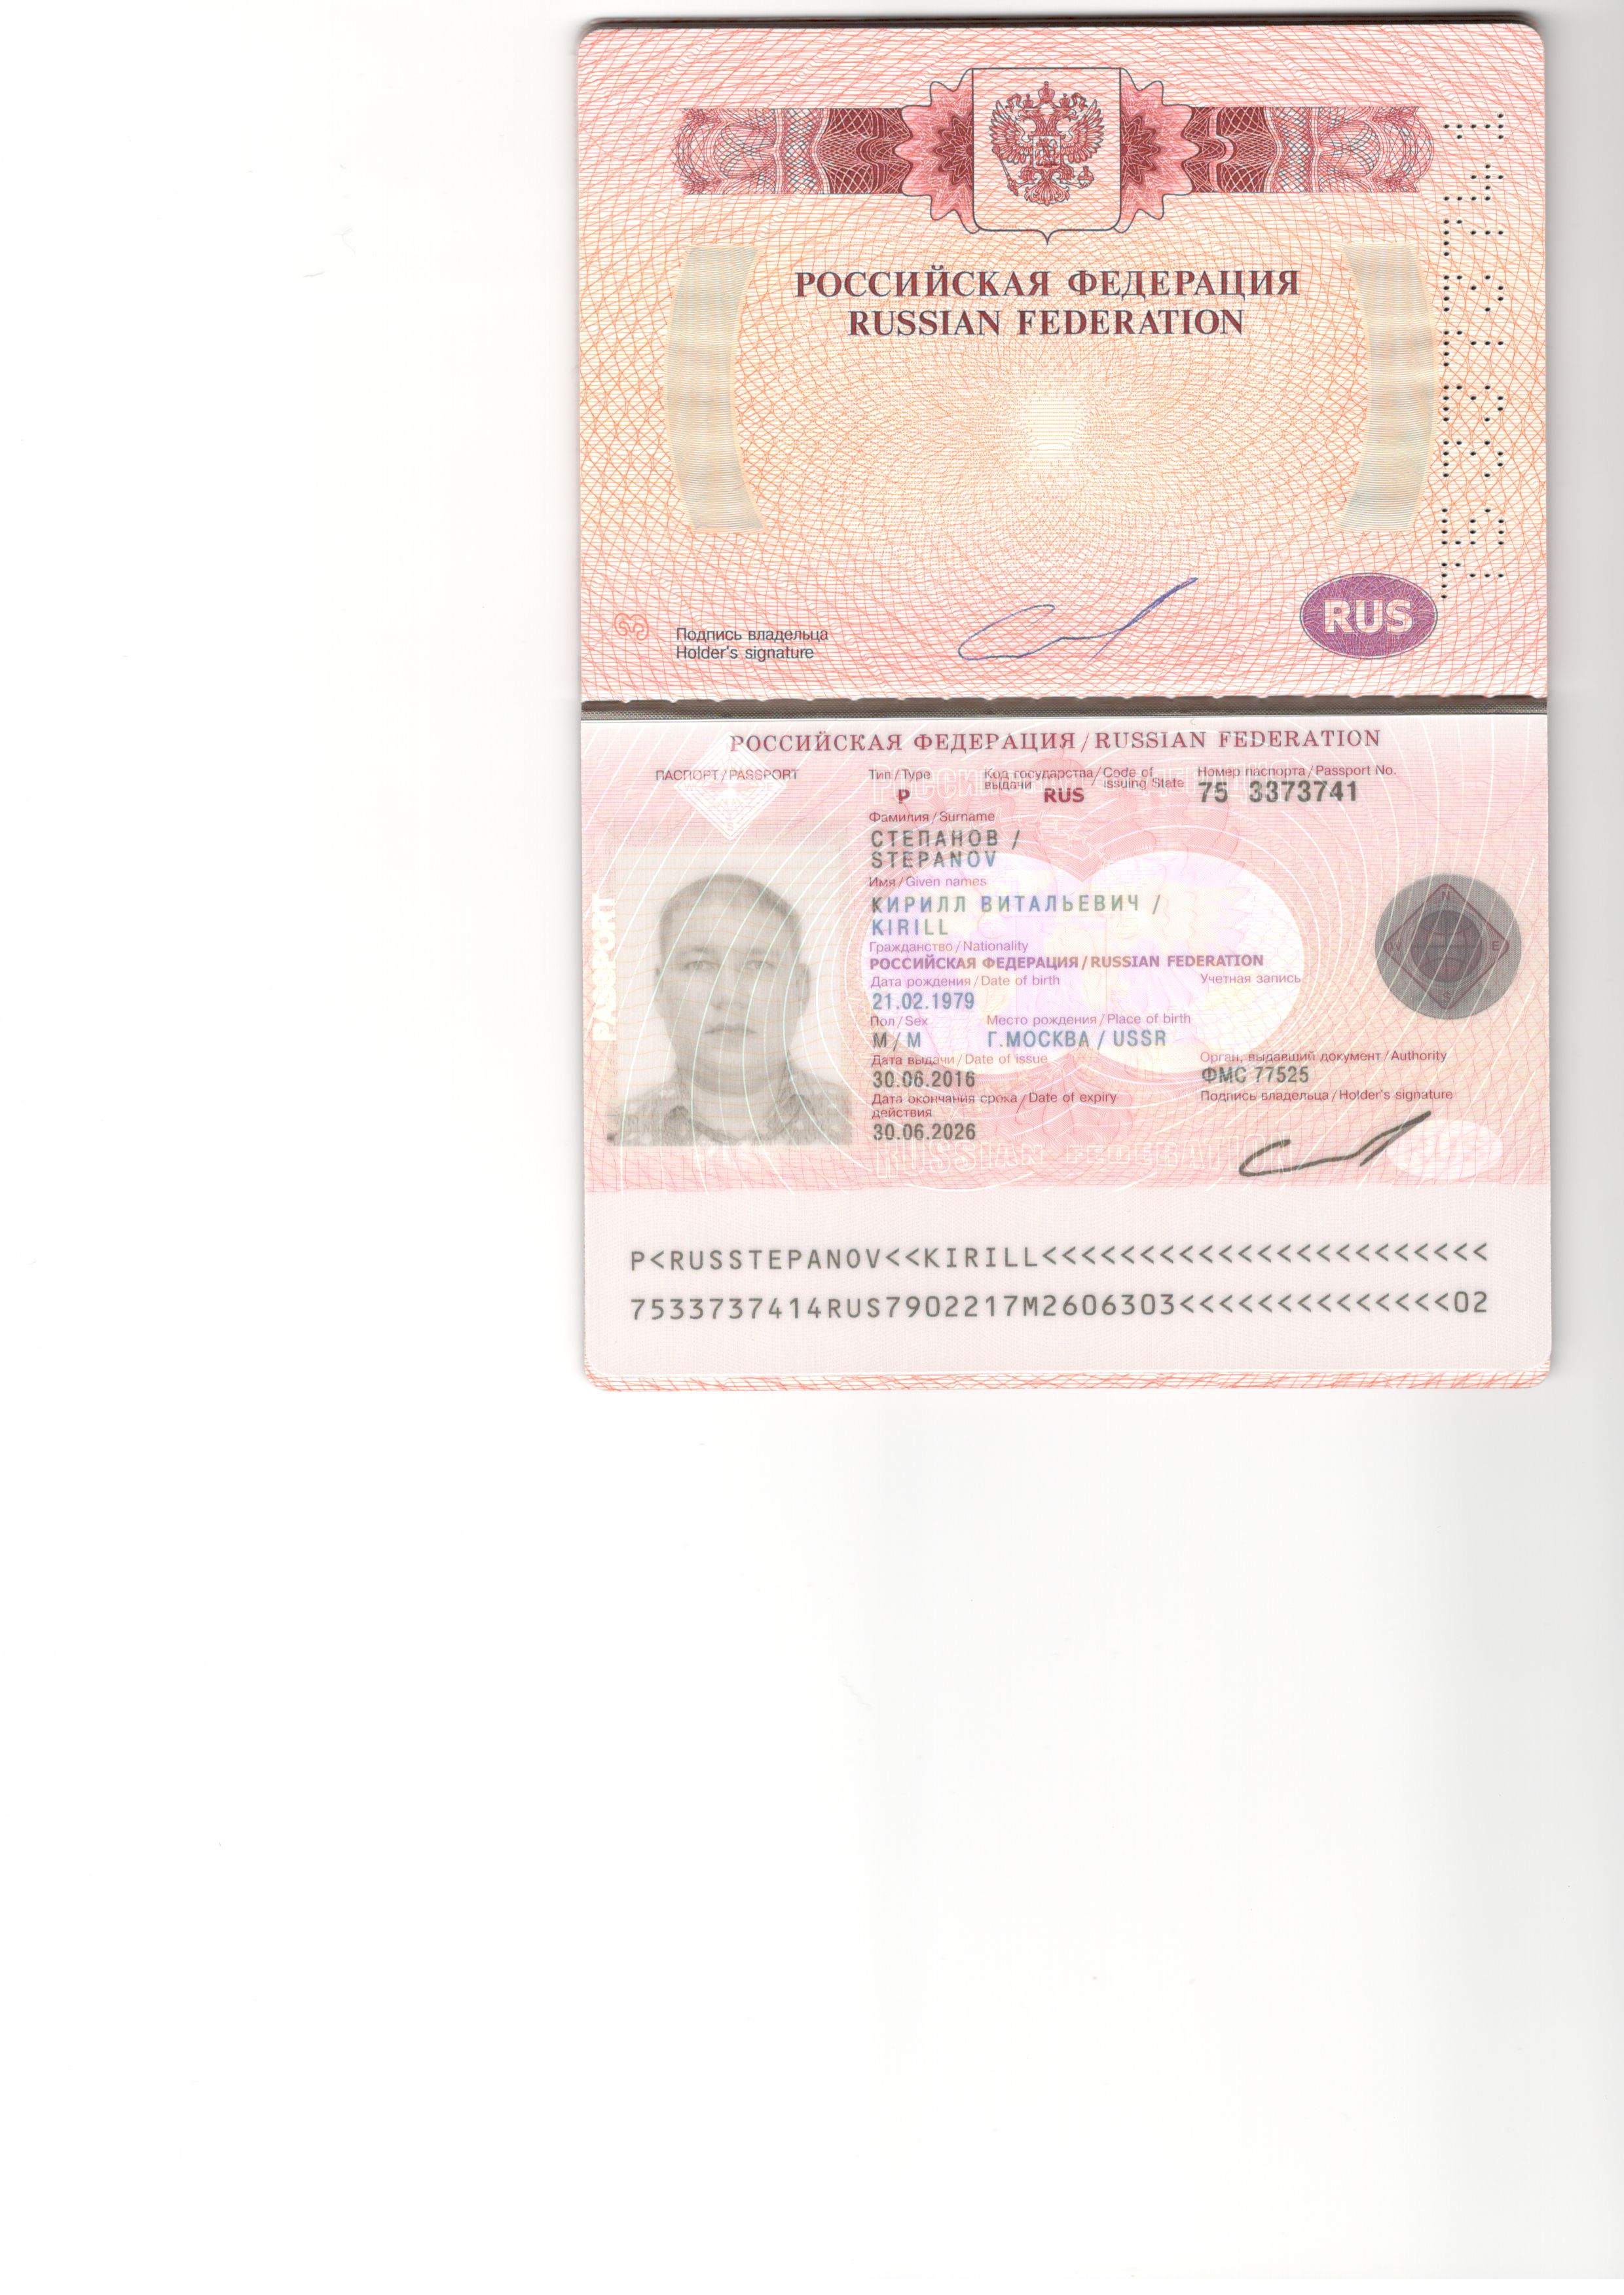 РОССИЙСКАЯ ФЕДЕРАЦИЯ
RUSSIAN FEDERATION
75 3373741
Подпись владельца
Holder's signature
RUS
РОССИЙСКАЯ ФЕДЕРАЦИЯ / RUSSIAN FEDERATION
ПАСПОРТ / PASSPORT
Тип / Type
Код государства / Code of
выдачи issuing State
Номер паспорта / Passport No.
P
RUS
75 3373741
Фамилия / Surname
СТЕПАНОВ /
STEPANOV
Имя / Given names
КИРИЛЛ ВИТАЛЬЕВИЧ /
KIRILL
Гражданство / Nationality
РОССИЙСКАЯ ФЕДЕРАЦИЯ / RUSSIAN FEDERATION
Дата рождения / Date of birth
Учетная запись
21.02.1979
Пол / Sex
Место рождения / Place of birth
М / M
Г.МОСКВА / USSR
Дата выдачи / Date of issue
Орган, выдавший документ / Authority
30.06.2016
ФМС 77525
Дата окончания срока / Date of expiry
действия
Подпись владельца / Holder's signature
30.06.2026
PASSPORT
РОССИЙСКАЯ ФЕДЕРАЦИЯ
RUSSIAN FEDERATION
RUS
N
W
E
S
P<RUSSTEPANOV<<KIRILL<<<<<<<<<<<<<<<<<<<<<<<
7533737414RUS7902217M2606303<<<<<<<<<<<<<<02